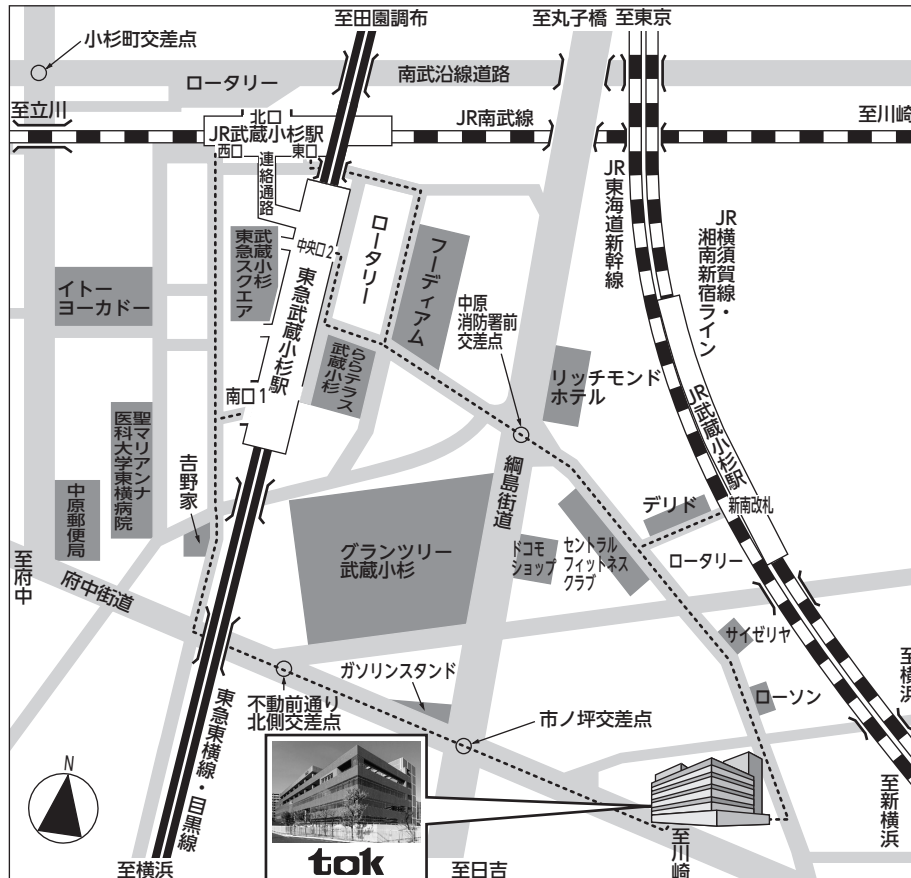 至田園調布
至丸子橋
至東京
小杉町交差点
ロータリー
南武沿線道路
至立川
北口
JR武蔵小杉駅
西口
東口
JR南武線
至川崎
連絡通路
JR東海道新幹線
JR横須賀線・
湘南新宿ライン
中央口2
ロータリー
フーディアム
武蔵小杉
東急スクエア
東急武蔵小杉駅
イトー
ヨーカドー
中原
消防署前
交差点
ららテラス
武蔵小杉
リッチモンド
ホテル
JR武蔵小杉駅
南口1
聖マリアンナ
医科大学東横病院
吉野家
綱島街道
中原郵便局
デリド
新南改札
グランツリー
武蔵小杉
ドコモ
ショップ
セントラル
フィットネス
クラブ
ロータリー
至府中
府中街道
サイゼリヤ
ガソリンスタンド
至横浜
ローソン
不動前通り
北側交差点
市ノ坪交差点
東急東横線・目黒線
N
至新横浜
tok
至横浜
至日吉
至川崎